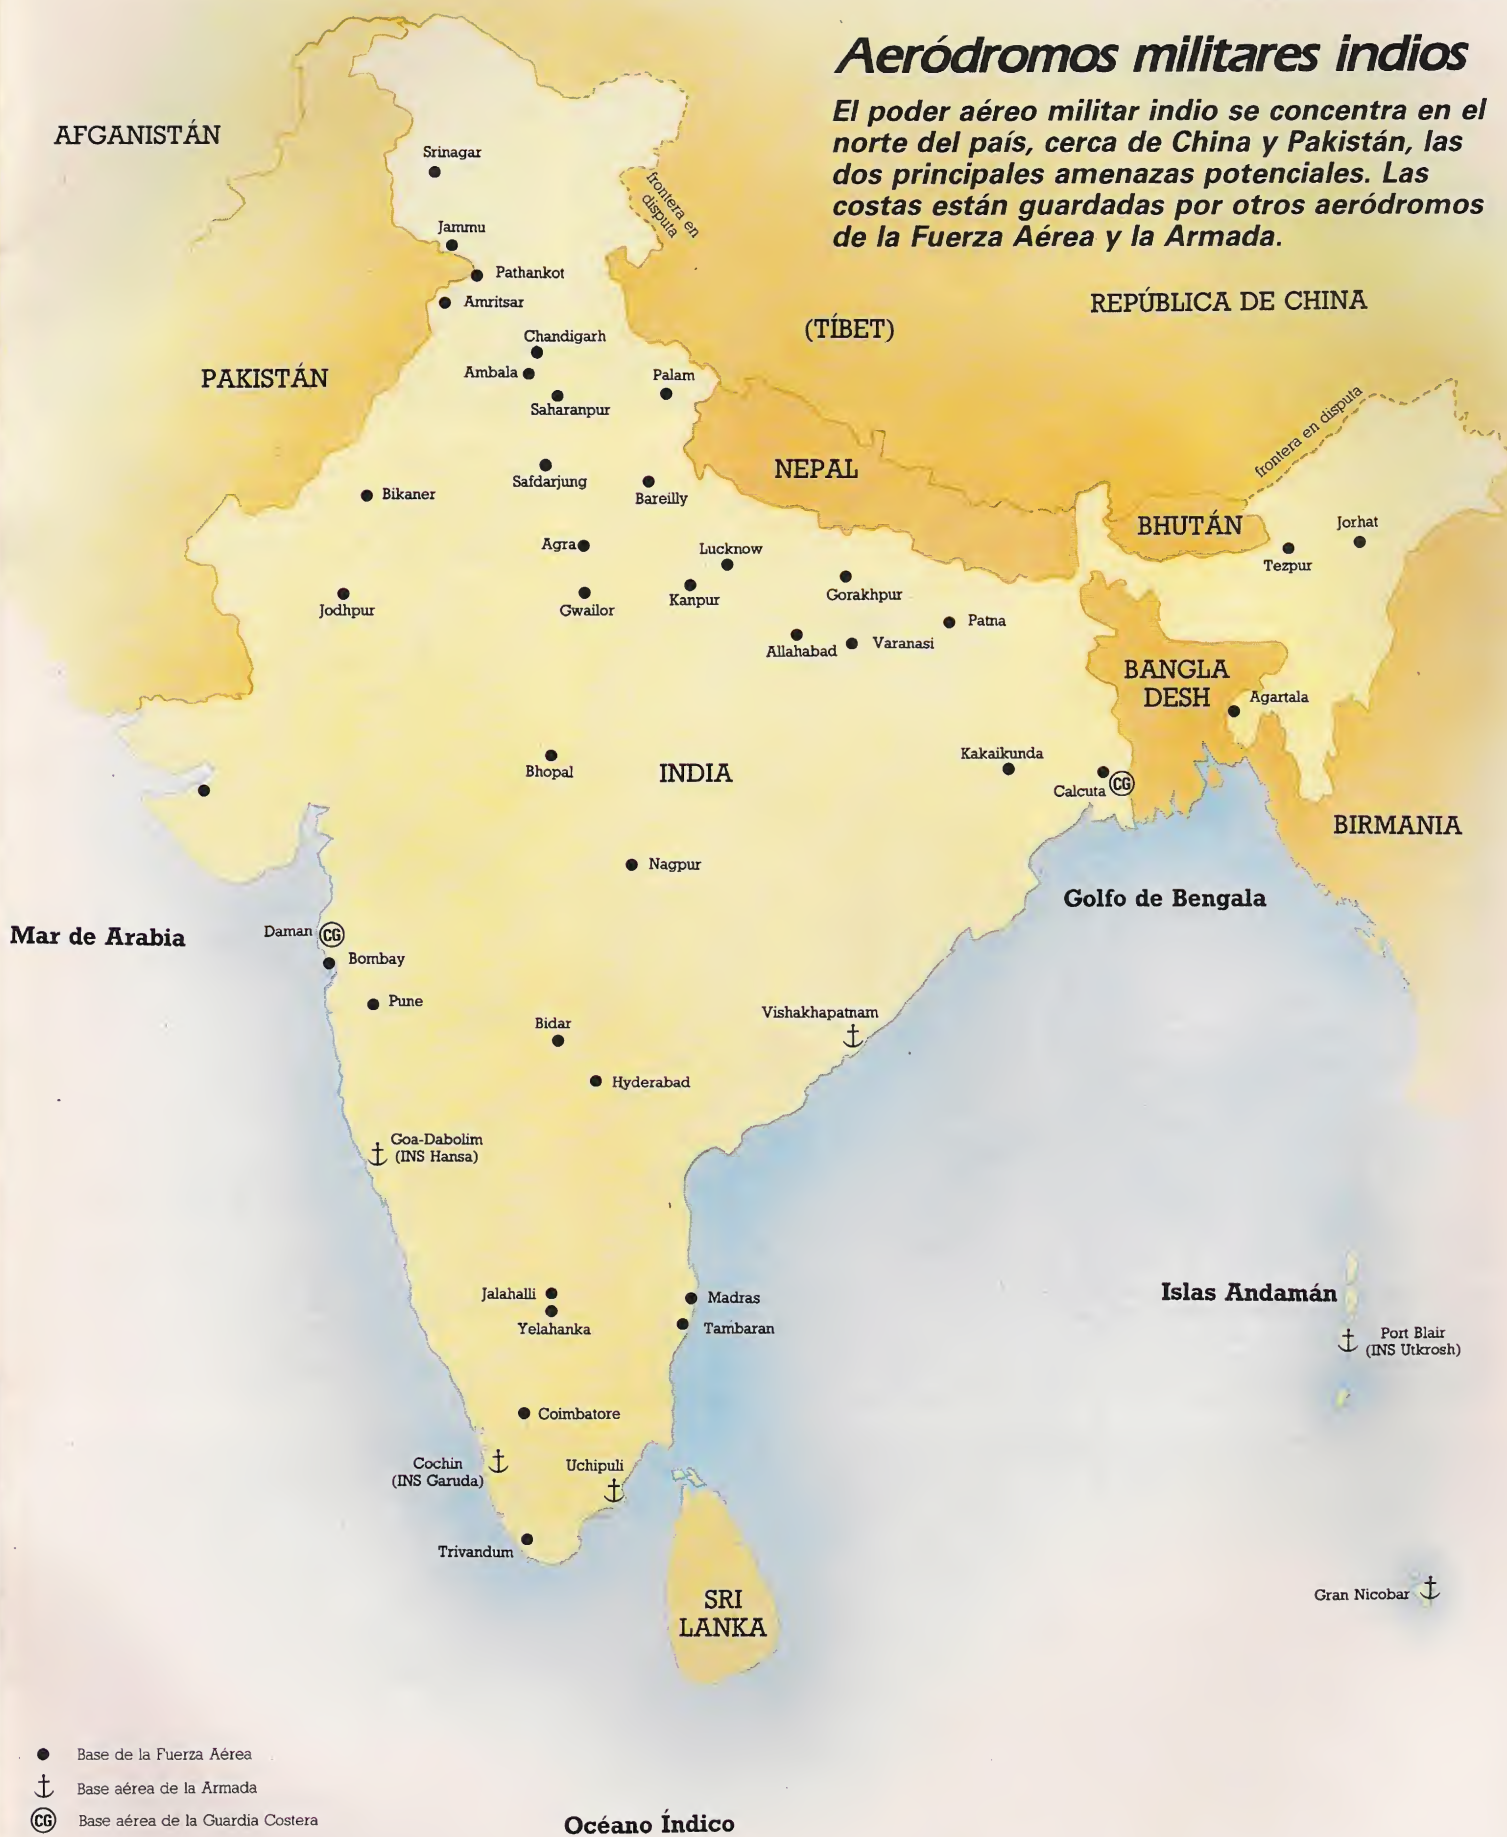 Aeródromos militares indios
El poder aéreo militar indio se concentra en el
norte del país, cerca de China y Pakistán, las
dos principales amenazas potenciales. Las
costas están guardadas por otros aeródromos
de la Fuerza Aérea y la Armada.
AFGANISTÁN
Srinagar
frontera en
disputa
Jammu
Pathankot
Amritsar
REPÚBLICA DE CHINA
(TÍBET)
Chandigarh
PAKISTÁN
Ambala
Palam
Saharanpur
frontera en disputa
NEPAL
Safdarjung
Bikaner
Bareilly
BHUTÁN
Jorhat
Agra
Lucknow
Tezpur
Jodhpur
Gwailor
Kanpur
Gorakhpur
Patna
Allahabad
Varanasi
BANGLA
DESH
Agartala
Kakaikunda
Bhopal
INDIA
Calcuta
CG
BIRMANIA
Nagpur
Golfo de Bengala
Mar de Arabia
Daman
CG
Bombay
Pune
Vishakhapatnam
Bidar
Hyderabad
Goa-Dabolim
(INS Hansa)
Jalahalli
Madras
Islas Andamán
Yelahanka
Tambaran
Port Blair
(INS Utkrosh)
Coimbatore
Cochin
(INS Garuda)
Uchipuli
Trivandum
SRI
LANKA
Gran Nicobar
Base de la Fuerza Aérea
Base aérea de la Armada
CG Base aérea de la Guardia Costera
Océano Índico